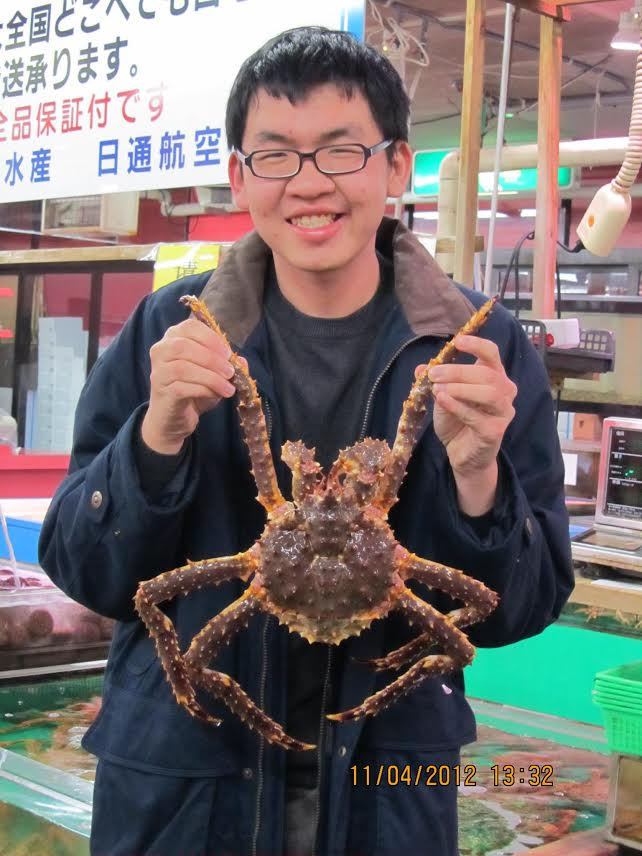 全国どこへでも
送承ります。
全品保証付です
水産 日通航空
11/04/2012 13:32